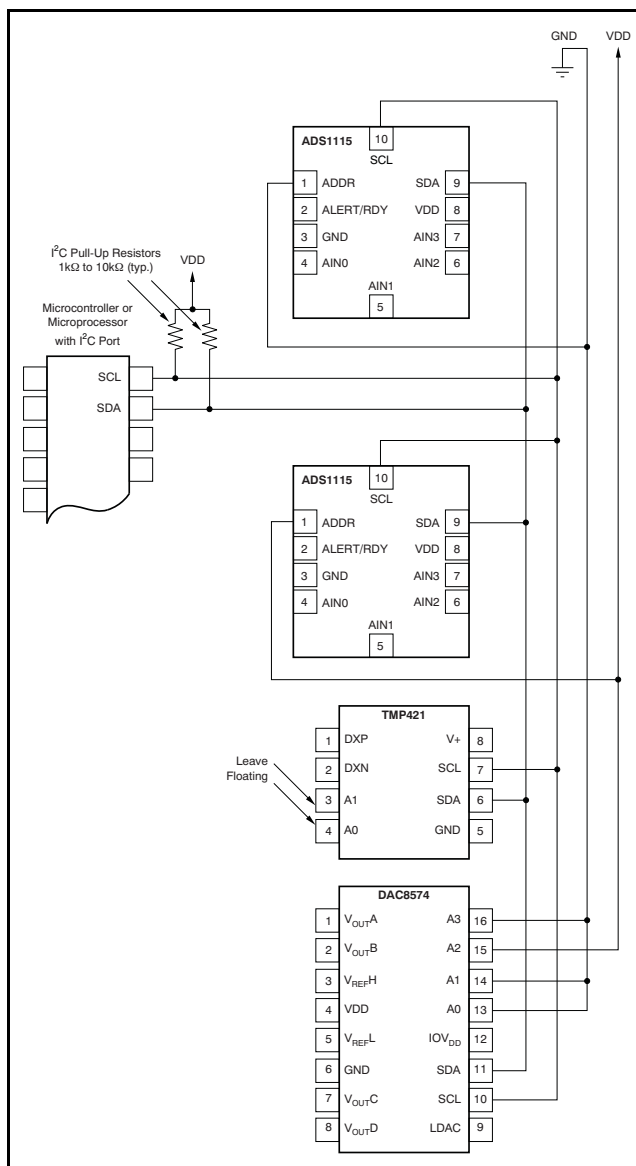 GND VDD
ADS1115
10
SCL
1 ADDR SDA 9
2 ALERT/RDY VDD 8
3 GND AIN3 7
4 AIN0 AIN2 6
AIN1
5
I²C Pull-Up Resistors
1kΩ to 10kΩ (typ.)
VDD
Microcontroller or
Microprocessor
with I²C Port
SCL
SDA
ADS1115
10
SCL
1 ADDR SDA 9
2 ALERT/RDY VDD 8
3 GND AIN3 7
4 AIN0 AIN2 6
AIN1
5
TMP421
1 DXP V+ 8
2 DXN SCL 7
3 A1 SDA 6
4 A0 GND 5
Leave
Floating
DAC8574
1 VOUTA A3 16
2 VOUTB A2 15
3 VREFH A1 14
4 VDD A0 13
5 VREFL IOVDD 12
6 GND SDA 11
7 VOUTC SCL 10
8 VOUTD LDAC 9